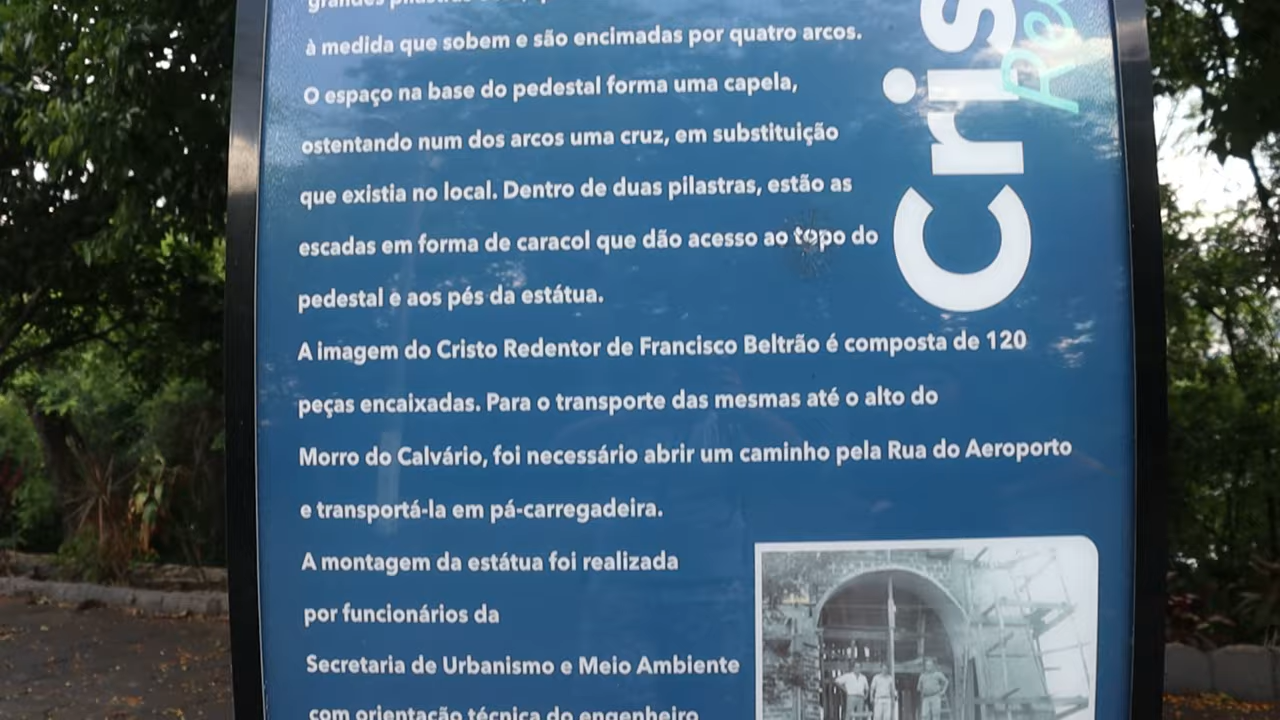 grandes
à medida que sobem e são encimadas por quatro arcos.
O espaço na base do pedestal forma uma capela,
ostentando num dos arcos uma cruz, em substituição
que existia no local. Dentro de duas pilastras, estão as
escadas em forma de caracol que dão acesso ao topo do
pedestal e aos pés da estátua.
A imagem do Cristo Redentor de Francisco Beltrão é composta de 120
peças encaixadas. Para o transporte das mesmas até o alto do
Morro do Calvário, foi necessário abrir um caminho pela Rua do Aeroporto
e transportá-la em pá-carregadeira.
A montagem da estátua foi realizada
por funcionários da
Secretaria de Urbanismo e Meio Ambiente
com orientação técnica do engenheiro
Cris
Re